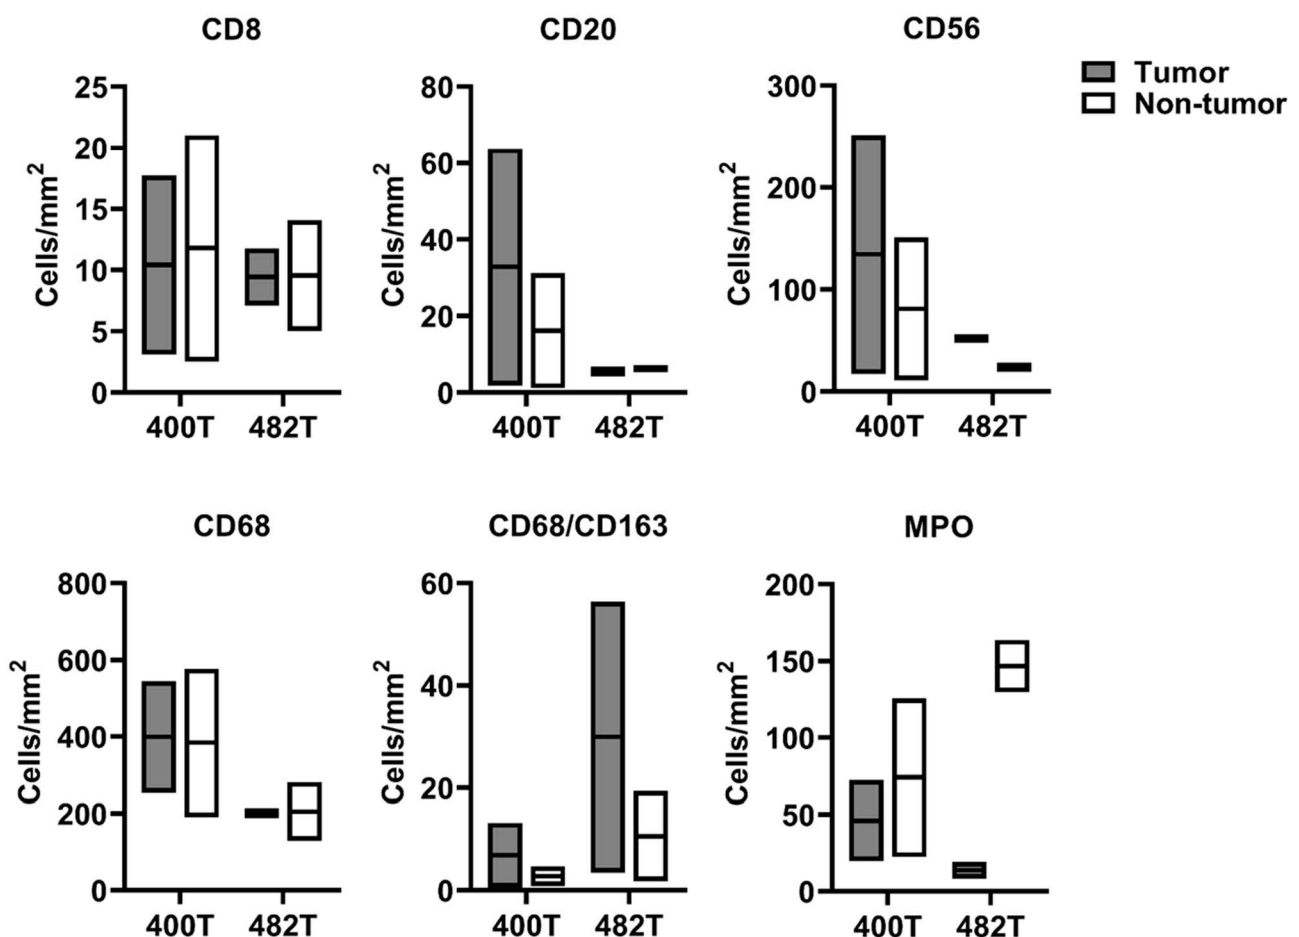 CD8
CD20
CD56
Tumor
Non-tumor
Cells/mm²
25
20
15
10
5
0
400T
482T
Cells/mm²
80
60
40
20
0
400T
482T
Cells/mm²
300
200
100
0
400T
482T
CD68
CD68/CD163
MPO
Cells/mm²
800
600
400
200
0
400T
482T
Cells/mm²
60
40
20
0
400T
482T
Cells/mm²
200
150
100
50
0
400T
482T